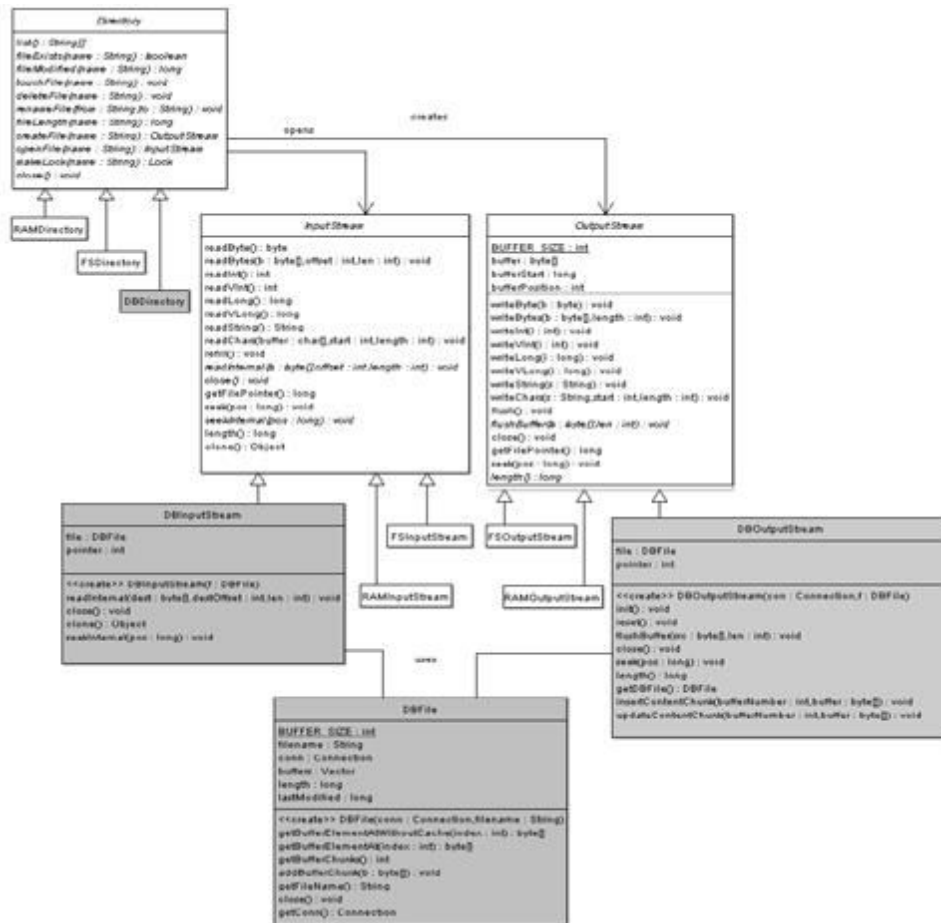 Directory
list() : String[]
fileExists(name : String) : boolean
fileModified(name : String) : long
touchFile(name : String) : void
deleteFile(name : String) : void
renameFile(from : String,to : String) : void
fileLength(name : String) : long
createFile(name : String) : OutputStream
openFile(name : String) : InputStream
makeLock(name : String) : Lock
close() : void
creates
opens
RAMDirectory
FSDirectory
DBDirectory
InputStream
readByte() : byte
readBytes(b : byte[],offset : int,len : int) : void
readInt() : int
readVInt() : int
readLong() : long
readVLong() : long
readString() : String
readChars(buffer : char[],start : int,length : int) : void
refill() : void
readInternal(b : byte[],offset : int,length : int) : void
close() : void
getFilePointer() : long
seek(pos : long) : void
seekInternal(pos : long) : void
length() : long
clone() : Object
OutputStream
BUFFER_SIZE : int
buffer : byte[]
bufferStart : long
bufferPosition : int
writeByte(b : byte) : void
writeBytes(b : byte[],length : int) : void
writeInt(i : int) : void
writeVInt(i : int) : void
writeLong(i : long) : void
writeVLong(i : long) : void
writeString(s : String) : void
writeChars(s : String,start : int,length : int) : void
flush() : void
flushBuffer(b : byte[],len : int) : void
close() : void
getFilePointer() : long
seek(pos : long) : void
length() : long
DBInputStream
file : DBFile
pointer : int
<<create>> DBInputStream(f : DBFile)
readInternal(dest : byte[],destOffset : int,len : int) : void
close() : void
clone() : Object
seekInternal(pos : long) : void
FSInputStream
RAMInputStream
FSOutputStream
RAMOutputStream
DBOutputStream
file : DBFile
pointer : int
<<create>> DBOutputStream(con : Connection,f : DBFile)
init() : void
reset() : void
flushBuffer(src : byte[],len : int) : void
close() : void
seek(pos : long) : void
length() : long
getDBFile() : DBFile
insertContentChunk(bufferNumber : int,buffer : byte[]) : void
updateContentChunk(bufferNumber : int,buffer : byte[]) : void
uses
DBFile
BUFFER_SIZE : int
filename : String
conn : Connection
buffers : Vector
length : long
lastModified : long
<<create>> DBFile(conn : Connection,filename : String)
getBufferElementAtWithoutCache(index : int) : byte[]
getBufferElementAt(index : int) : byte[]
getBufferChunks() : int
addBufferChunk(b : byte[]) : void
getFileName() : String
close() : void
getConn() : Connection